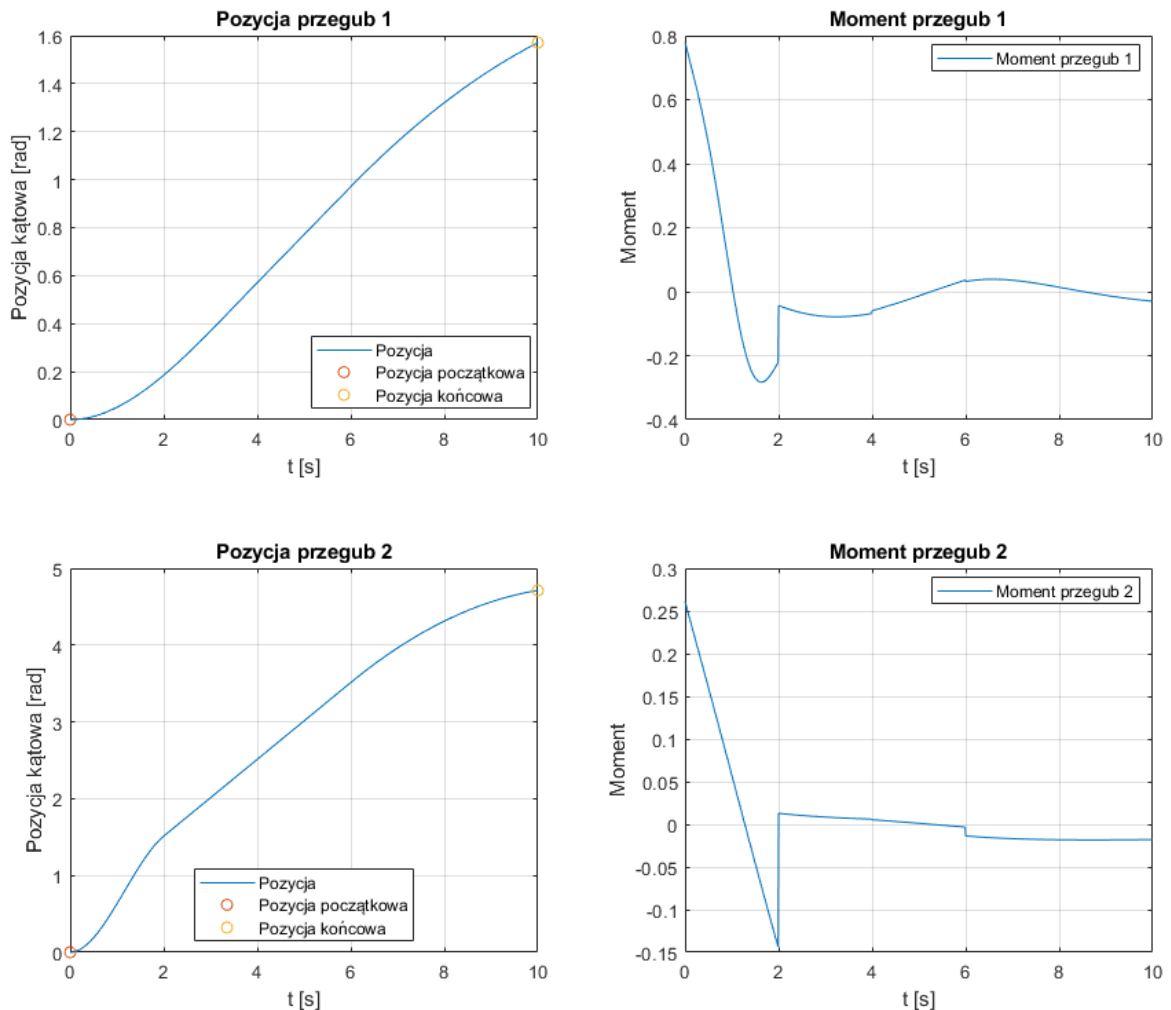 Pozycja przegub 1
1.6
1.4
1.2
1
0.8
0.6
0.4
0.2
0
Pozycja kątowa [rad]
0 2 4 6 8 10
t [s]
Pozycja
Pozycja początkowa
Pozycja końcowa
Moment przegub 1
0.8
0.6
0.4
0.2
0
-0.2
-0.4
Moment
0 2 4 6 8 10
t [s]
Moment przegub 1
Pozycja przegub 2
5
4
3
2
1
0
Pozycja kątowa [rad]
0 2 4 6 8 10
t [s]
Pozycja
Pozycja początkowa
Pozycja końcowa
Moment przegub 2
0.3
0.25
0.2
0.15
0.1
0.05
0
-0.05
-0.1
-0.15
Moment
0 2 4 6 8 10
t [s]
Moment przegub 2